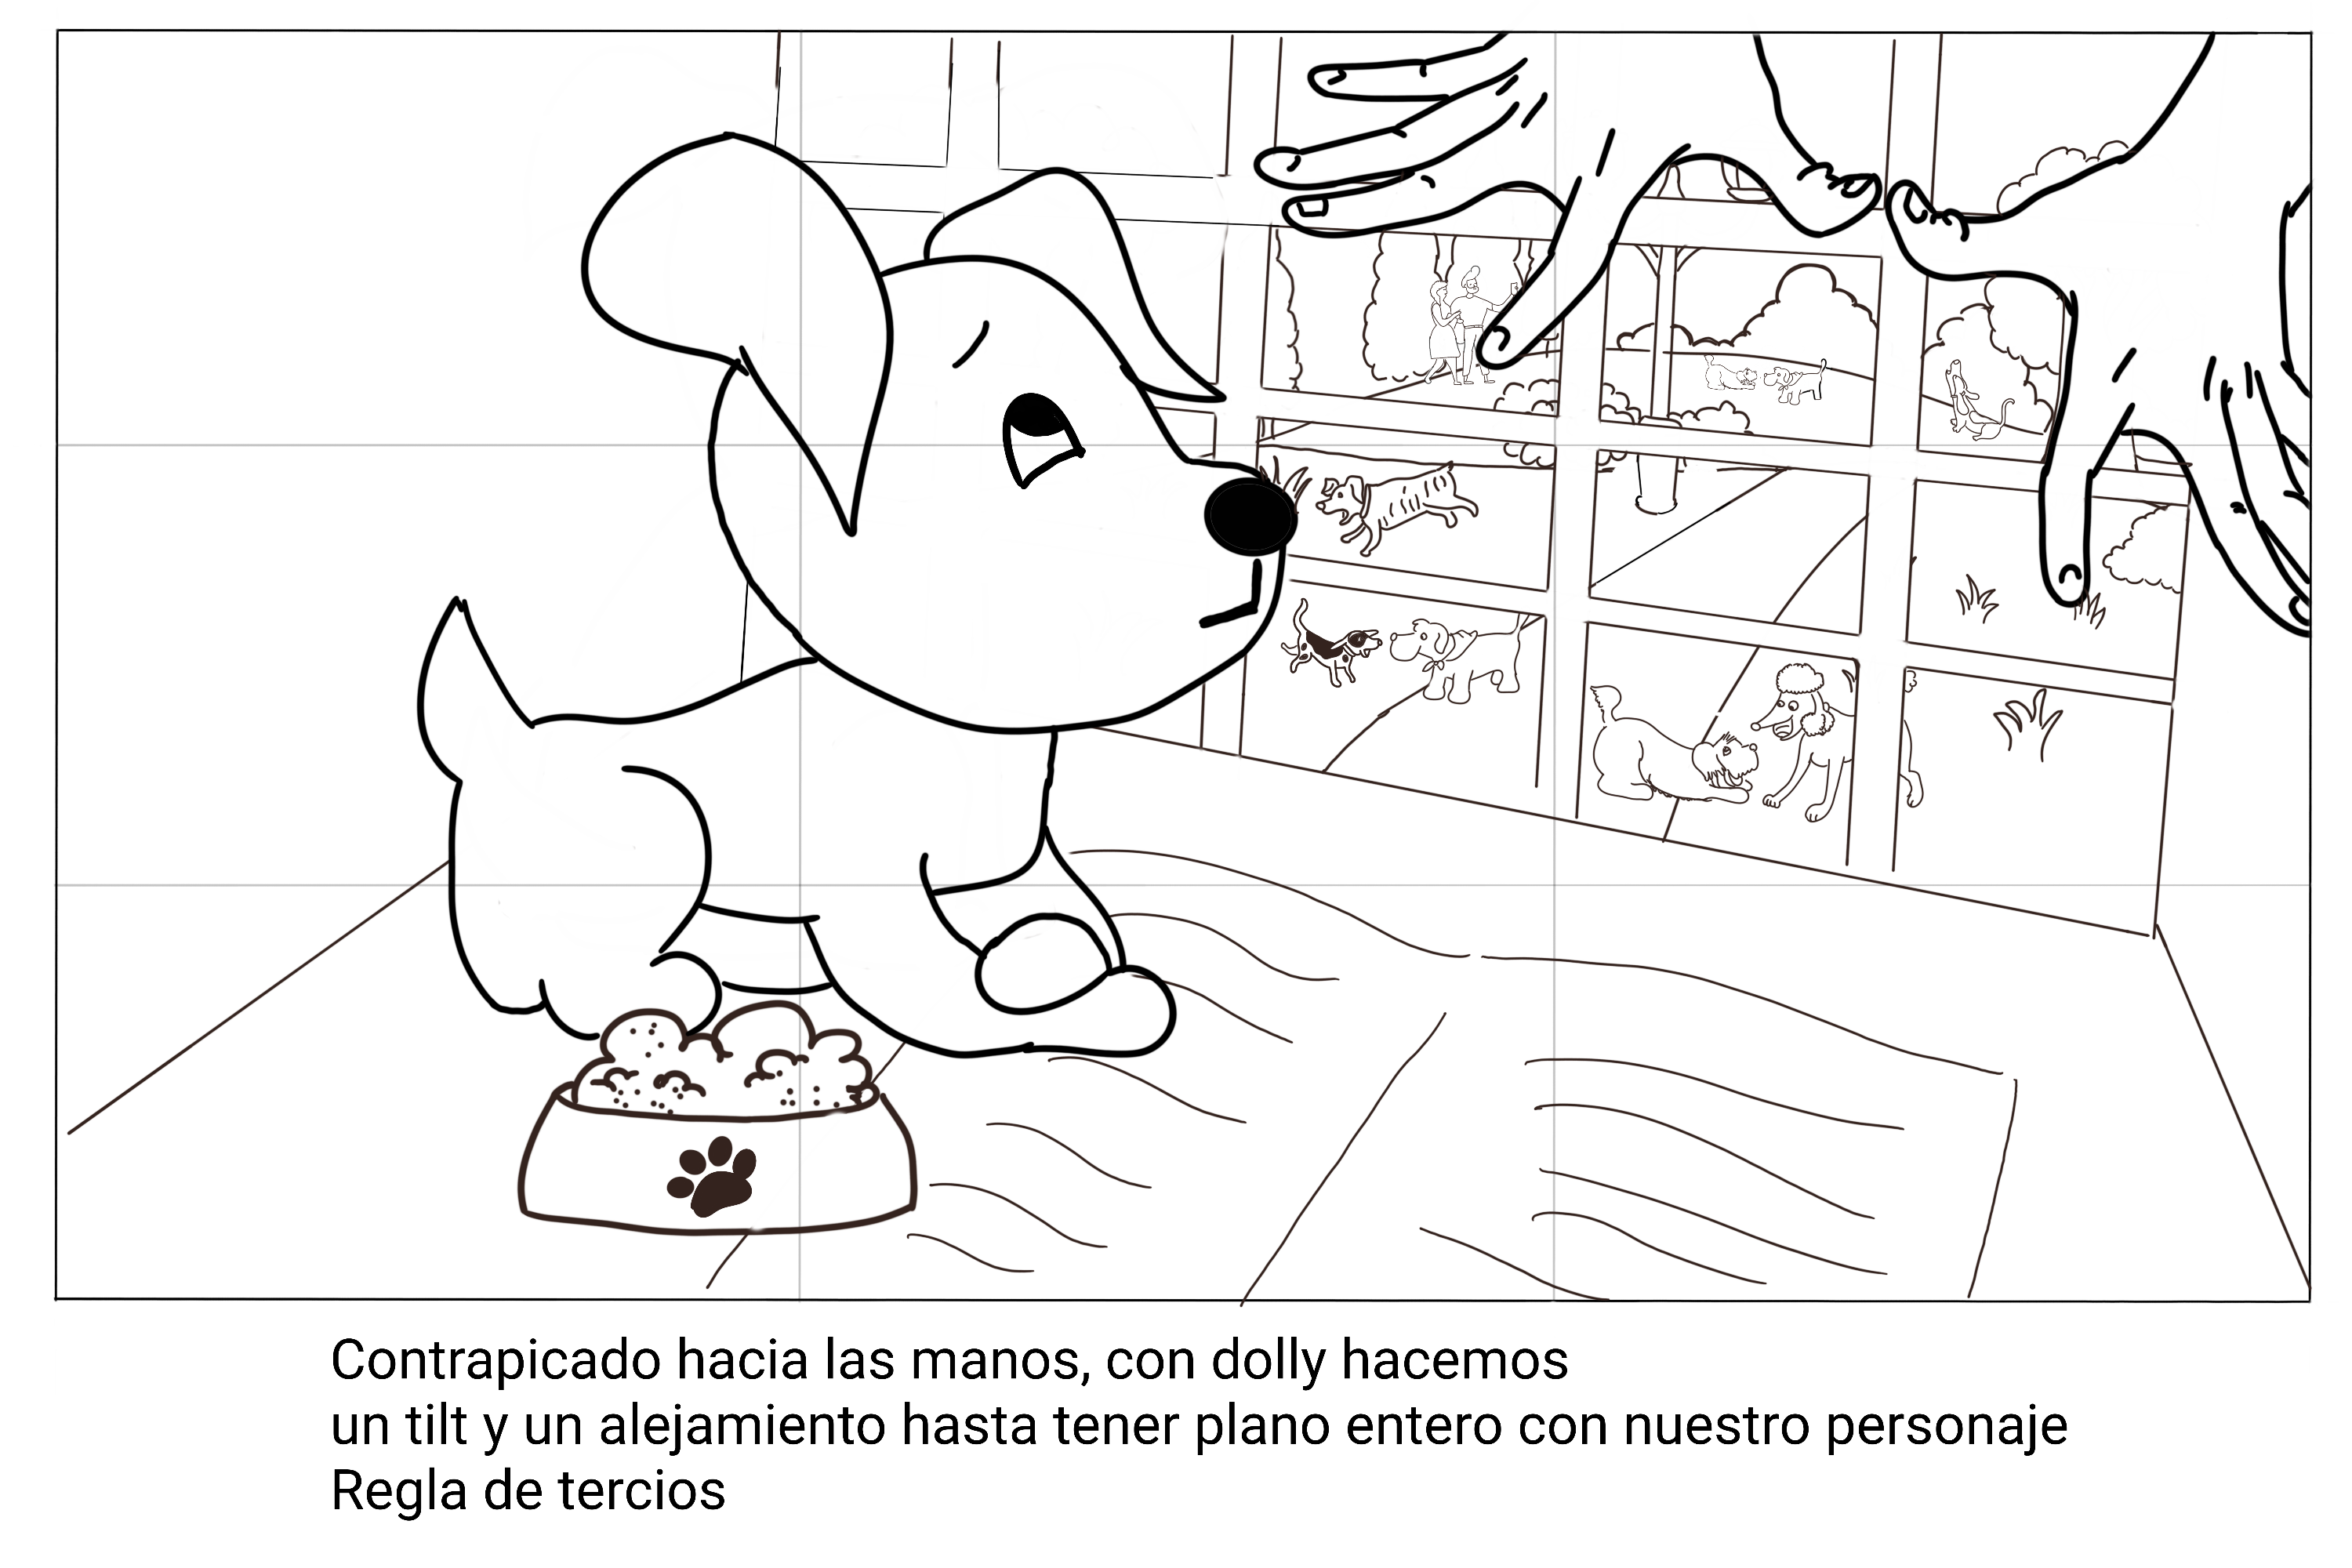 Contrapicado hacia las manos, con dolly hacemos
un tilt y un alejamiento hasta tener plano entero con nuestro personaje
Regla de tercios